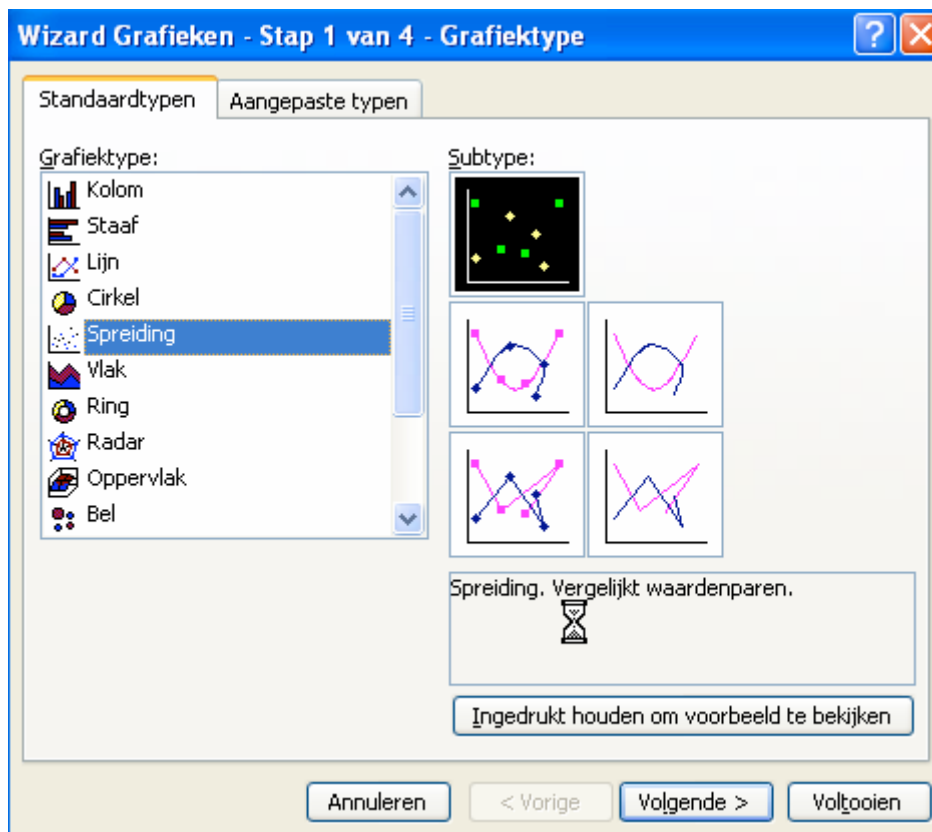 Wizard Grafieken - Stap 1 van 4 - Grafiektype
Standaardtypen
Aangepaste typen
Grafiektype:
Kolom
Staaf
Lijn
Cirkel
Spreiding
Vlak
Ring
Radar
Oppervlak
Bel
Subtype:
Spreiding. Vergelijkt waardenparen.
Ingedrukt houden om voorbeeld te bekijken
Annuleren
< Vorige
Volgende >
Voltooien